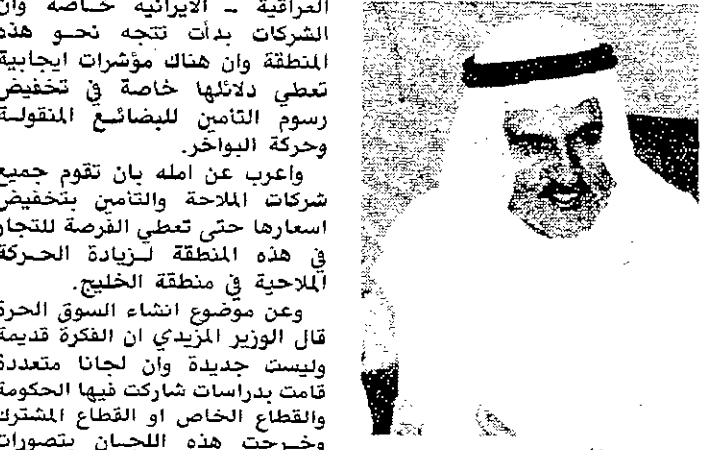 العراقية ــ الايرانية خاصة وان
الشركات بدأت تتجه نحو هذه
المنطقة وان هناك مؤشرات ايجابية
تعطي دلائلها خاصة في تخفيض
رسوم التأمين للبضائع المنقولة
وحركة البواخر.
واعرب عن امله بان تقوم جميع
شركات الملاحة والتأمين بتخفيض
اسعارها حتى تعطي الفرصة للتجار
في هذه المنطقة لزيادة الحركة
الملاحية في منطقة الخليج.
وعن موضوع انشاء السوق الحرة
قال الوزير المزيدي ان الفكرة قديمة
وليست جديدة وان لجانا متعددة
قامت بدراسات شاركت فيها الحكومة
والقطاع الخاص او القطاع المشترك
وخرجت هذه اللجان بتصورات